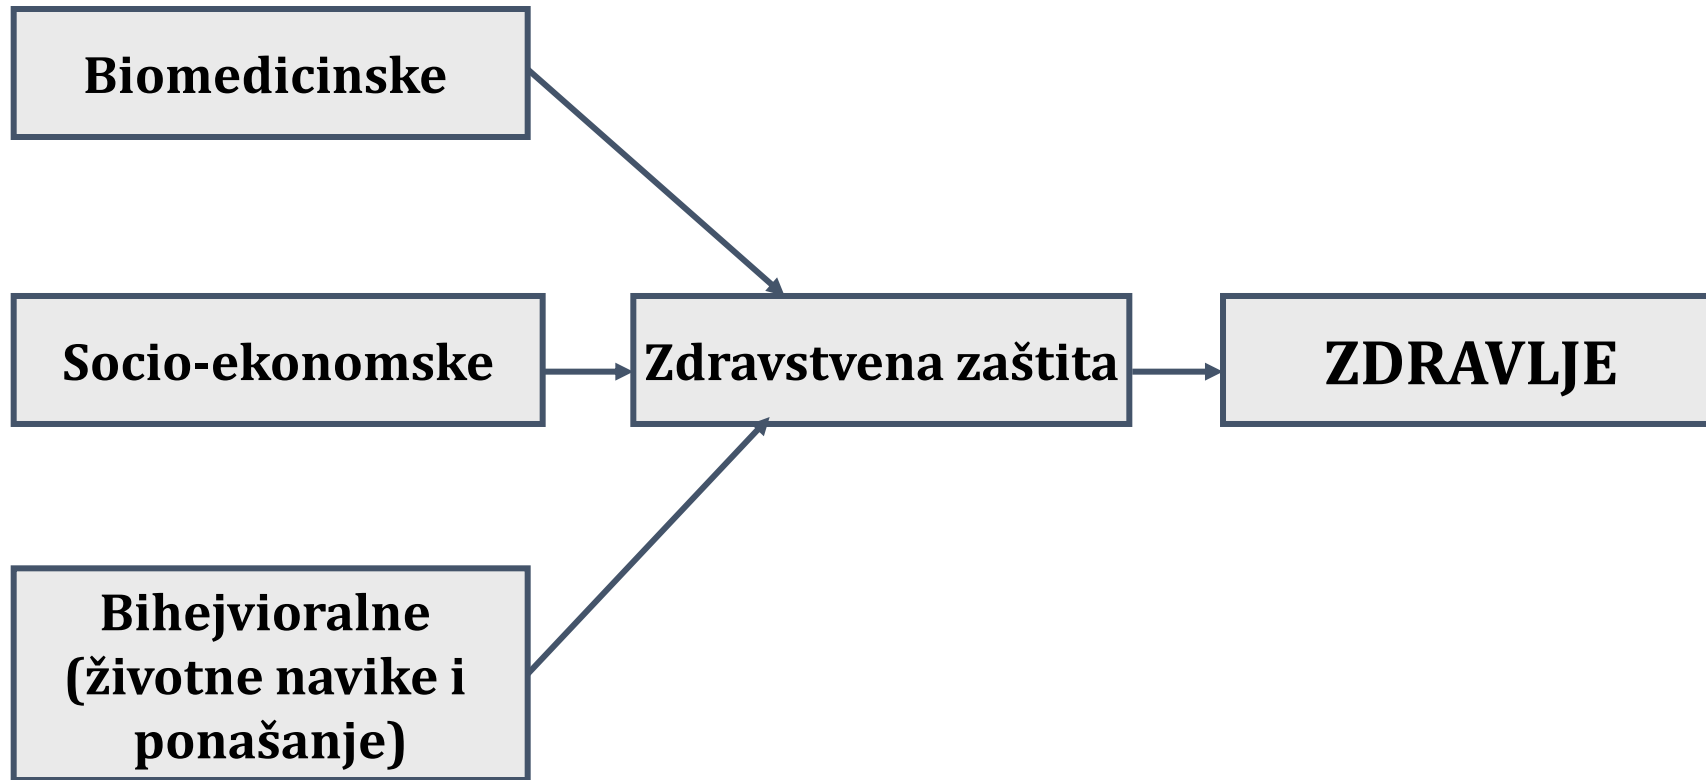 Biomedicinske
Socio-ekonomske
Zdravstvena zaštita
ZDRAVLJE
Bihejvioralne
(životne navike i
ponašanje)